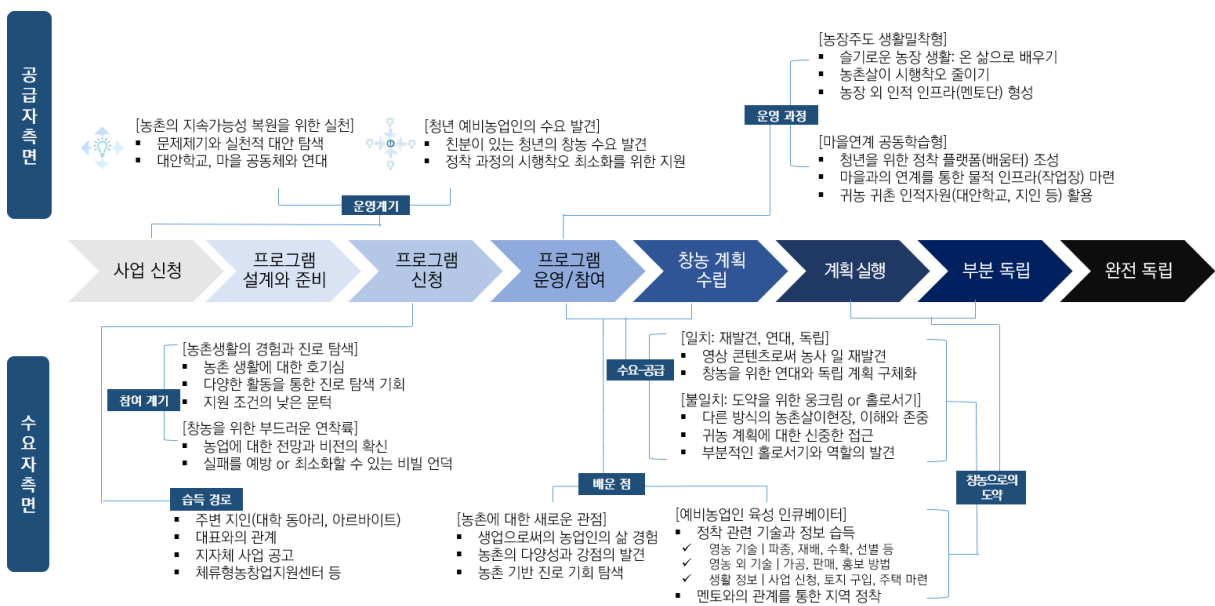 공급자측면
[농촌의 지속가능성 복원을 위한 실천]
▪ 문제제기와 실천적 대안 탐색
▪ 대안학교, 마을 공동체와 연대
[청년 예비농업인의 수요 발견]
▪ 친분이 있는 청년의 창농 수요 발견
▪ 정착 과정의 시행착오 최소화를 위한 지원
운영계기
[농장주도 생활밀착형]
▪ 슬기로운 농장 생활: 온 삶으로 배우기
▪ 농촌살이 시행착오 줄이기
▪ 농장 외 인적 인프라(멘토단) 형성
운영 과정
[마을연계 공동학습형]
▪ 청년을 위한 정착 플랫폼(배움터) 조성
▪ 마을과의 연계를 통한 물적 인프라(작업장) 마련
▪ 귀농 귀촌 인적자원(대안학교, 지인 등) 활용
사업 신청
프로그램
설계와 준비
프로그램
신청
프로그램
운영/참여
창농 계획
수립
계획 실행
부분 독립
완전 독립
수요자측면
[농촌생활의 경험과 진로 탐색]
▪ 농촌 생활에 대한 호기심
▪ 다양한 활동을 통한 진로 탐색 기회
▪ 지원 조건의 낮은 문턱
참여 계기
[창농을 위한 부드러운 연착륙]
▪ 농업에 대한 전망과 비전의 확신
▪ 실패를 예방 or 최소화할 수 있는 비빌 언덕
습득 경로
▪ 주변 지인(대학 동아리, 아르바이트)
▪ 대표와의 관계
▪ 지자체 사업 공고
▪ 체류형농창업지원센터 등
[일치: 재발견, 연대, 독립]
▪ 영상 콘텐츠로써 농사 일 재발견
▪ 창농을 위한 연대와 독립 계획 구체화
수요-공급
[불일치: 도약을 위한 웅크림 or 홀로서기]
▪ 다른 방식의 농촌살이현장, 이해와 존중
▪ 귀농 계획에 대한 신중한 접근
▪ 부분적인 홀로서기와 역할의 발견
배운 점
창농으로의
도약
[농촌에 대한 새로운 관점]
▪ 생업으로써의 농업인의 삶 경험
▪ 농촌의 다양성과 강점의 발견
▪ 농촌 기반 진로 기회 탐색
[예비농업인 육성 인큐베이터]
▪ 정착 관련 기술과 정보 습득
✓ 영농 기술 | 파종, 재배, 수확, 선별 등
✓ 영농 외 기술 | 가공, 판매, 홍보 방법
✓ 생활 정보 | 사업 신청, 토지 구입, 주택 마련
▪ 멘토와의 관계를 통한 지역 정착